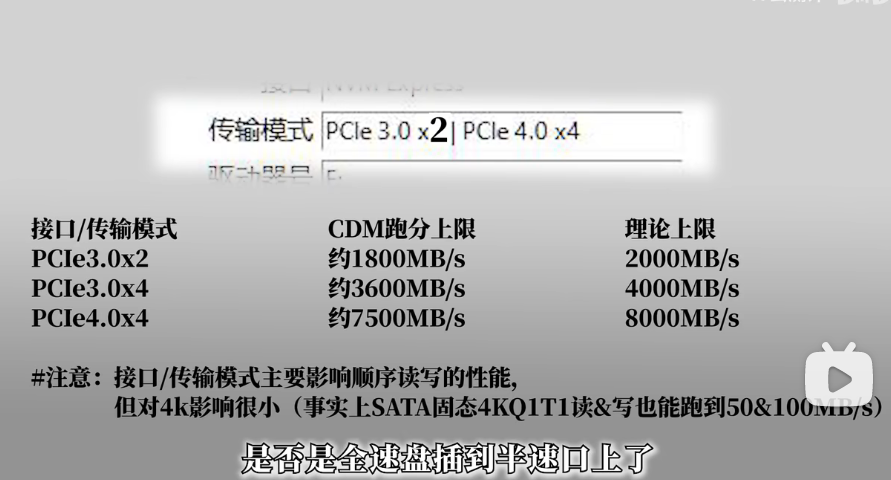 接口 NVM Express
传输模式 PCIe 3.0 x2| PCIe 4.0 x4
驱动器号
接口/传输模式 CDM跑分上限 理论上限
PCIe3.0x2 约1800MB/s 2000MB/s
PCIe3.0x4 约3600MB/s 4000MB/s
PCIe4.0x4 约7500MB/s 8000MB/s
#注意：接口/传输模式主要影响顺序读写的性能，
但对4k影响很小（事实上SATA固态4KQ1T1读&写也能跑到50&100MB/s）
是否是全速盘插到半速口上了